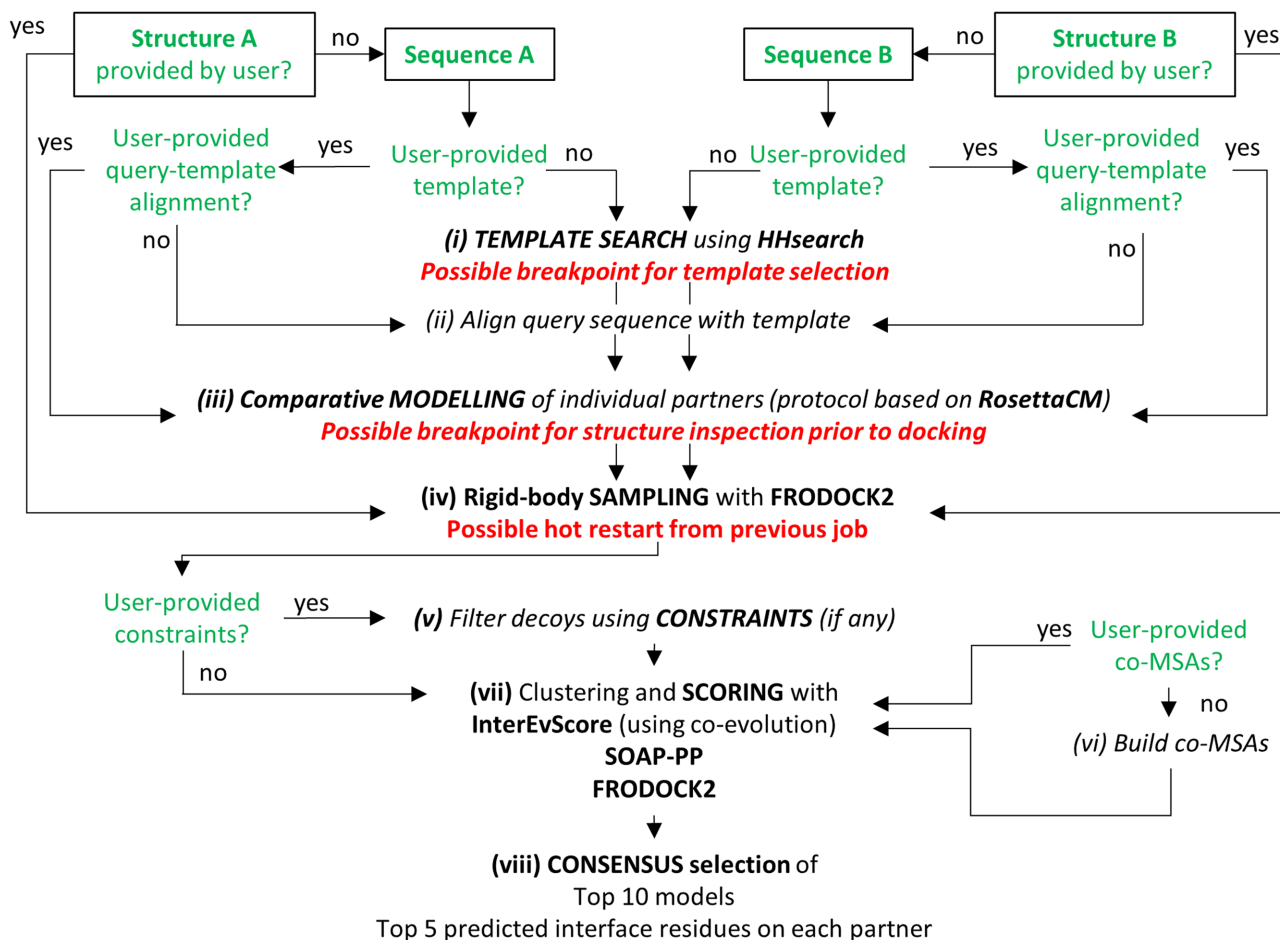 yes
Structure A
provided by user?
no
Sequence A
Sequence B
no
Structure B
provided by user?
yes
yes
User-provided
query-template
alignment?
yes
User-provided
template?
no
no
User-provided
template?
yes
User-provided
query-template
alignment?
yes
no
(i) TEMPLATE SEARCH using HHsearch
Possible breakpoint for template selection
no
(ii) Align query sequence with template
(iii) Comparative MODELLING of individual partners (protocol based on RosettaCM)
Possible breakpoint for structure inspection prior to docking
(iv) Rigid-body SAMPLING with FRODOCK2
Possible hot restart from previous job
User-provided
constraints?
yes
no
(v) Filter decoys using CONSTRAINTS (if any)
yes
User-provided
co-MSAs?
no
(vi) Build co-MSAs
(vii) Clustering and SCORING with
InterEvScore (using co-evolution)
SOAP-PP
FRODOCK2
(viii) CONSENSUS selection of
Top 10 models
Top 5 predicted interface residues on each partner